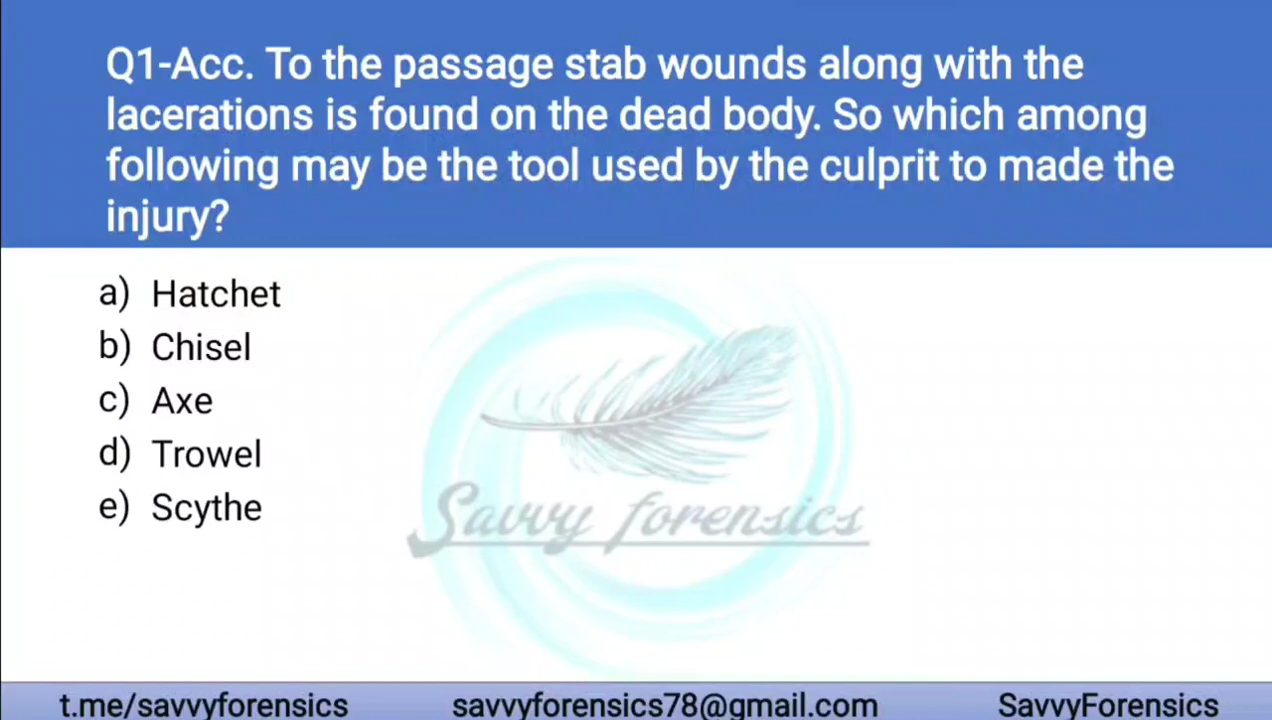 Q1-Acc. To the passage stab wounds along with the
lacerations is found on the dead body. So which among
following may be the tool used by the culprit to made the
injury?
a) Hatchet
b) Chisel
c) Axe
d) Trowel
e) Scythe
Savvy forensics
t.me/savvyforensics savvyforensics78@gmail.com SavvyForensics